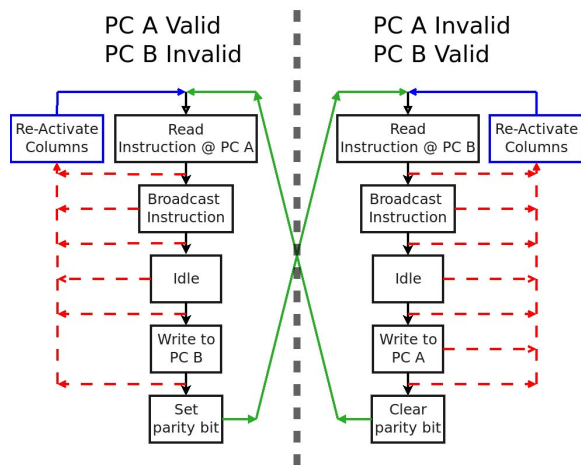 PC A Valid
PC B Invalid
PC A Invalid
PC B Valid
Re-Activate
Columns
Read
Instruction @ PC A
Broadcast
Instruction
Idle
Write to
PC B
Set
parity bit
Read
Instruction @ PC B
Re-Activate
Columns
Broadcast
Instruction
Idle
Write to
PC A
Clear
parity bit